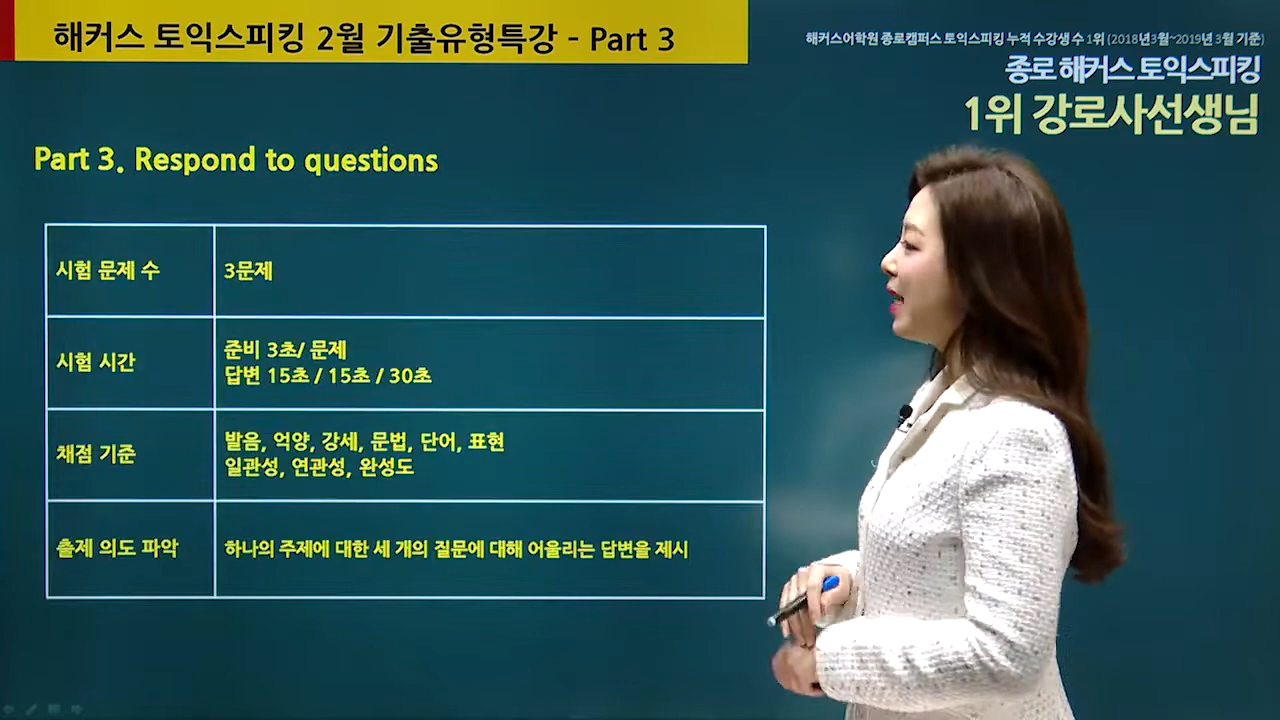 해커스 토익스피킹 2월 기출유형특강 - Part 3
해커스어학원 종로캠퍼스 토익스피킹 누적 수강생 수 1위 (2018년3월~2019년 3월 기준)
종로 해커스 토익스피킹
1위 강로사선생님
Part 3. Respond to questions
시험 문제 수
3문제
시험 시간
준비 3초/ 문제
답변 15초 / 15초 / 30초
채점 기준
발음, 억양, 강세, 문법, 단어, 표현
일관성, 연관성, 완성도
출제 의도 파악
하나의 주제에 대한 세 개의 질문에 대해 어울리는 답변을 제시